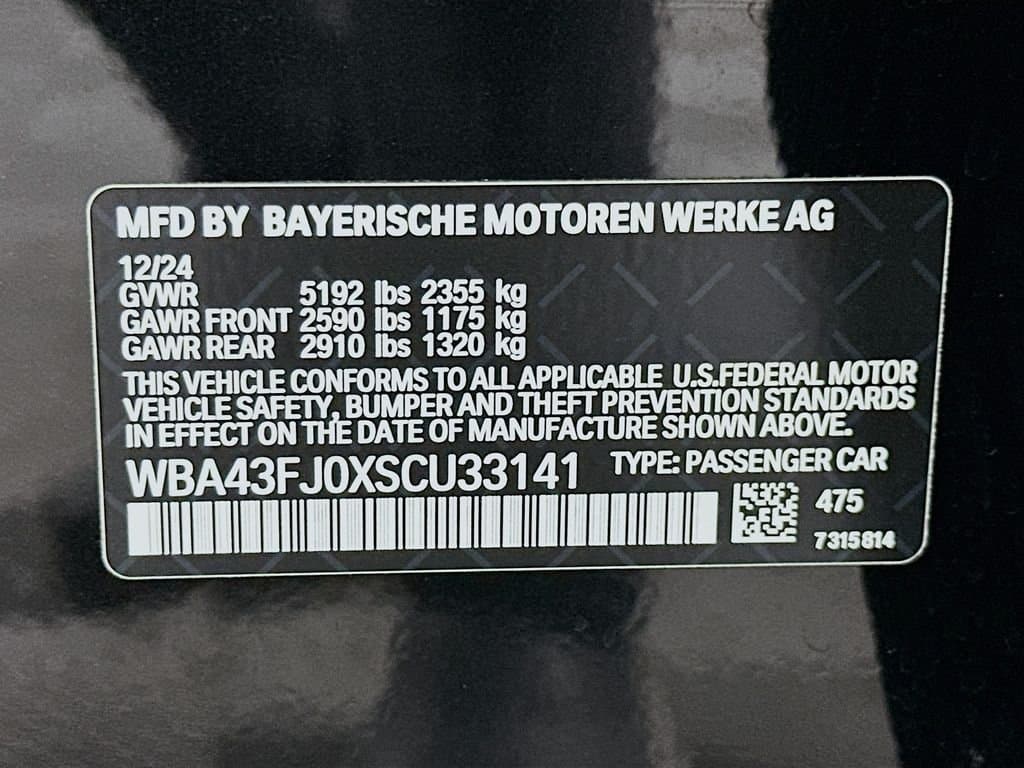 MFD BY BAYERISCHE MOTOREN WERKE AG
12/24
GVWR 5192 lbs 2355 kg
GAWR FRONT 2590 lbs 1175 kg
GAWR REAR 2910 lbs 1320 kg
THIS VEHICLE CONFORMS TO ALL APPLICABLE U.S.FEDERAL MOTOR
VEHICLE SAFETY, BUMPER AND THEFT PREVENTION STANDARDS
IN EFFECT ON THE DATE OF MANUFACTURE SHOWN ABOVE.
WBA43FJ0XSCU33141 TYPE: PASSENGER CAR
475
7315814